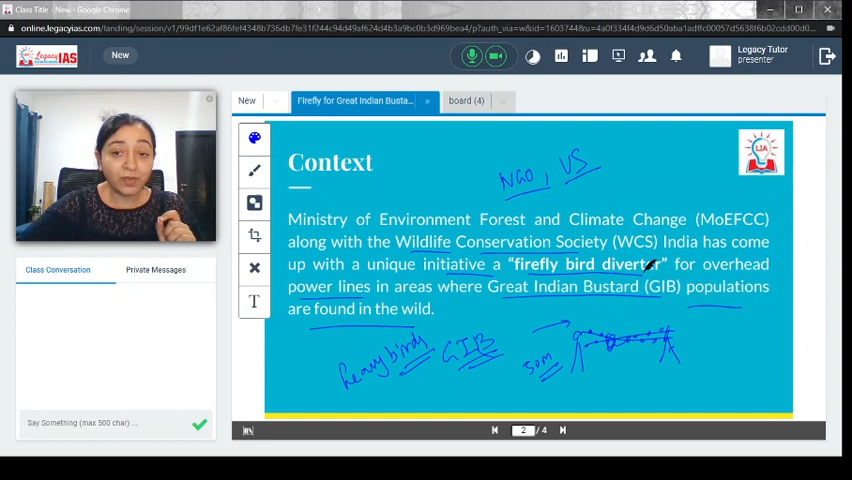 Class Title - New - Google Chrome
New
Legacy Tutor
presenter
Legacy IAS
New
Firefly for Great Indian Busta...
board (4)
LIA
Context
NGO, US
Ministry of Environment Forest and Climate Change (MoEFCC)
along with the Wildlife Conservation Society (WCS) India has come
up with a unique initiative a “firefly bird diverter” for overhead
power lines in areas where Great Indian Bustard (GIB) populations
are found in the wild.
heavy birds GIB
50m
Class Conversation
Private Messages
Say Something (max 500 char) ...
2 / 4